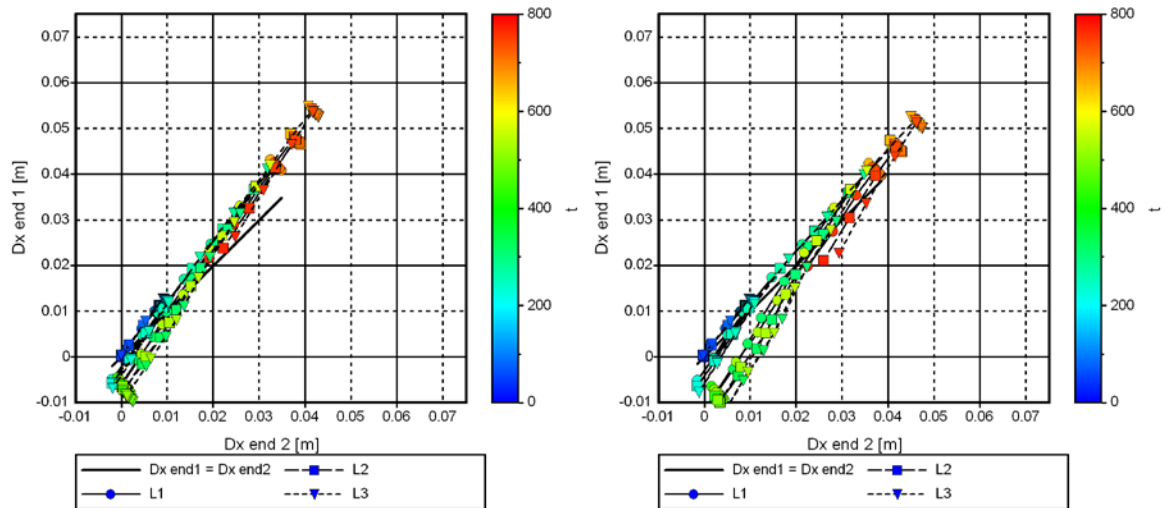 0.07
0.06
0.05
0.04
0.03
0.02
0.01
0
-0.01
Dx end 1 [m]
-0.01 0 0.01 0.02 0.03 0.04 0.05 0.06 0.07
Dx end 2 [m]
800
600
400
200
0
t
Dx end1 = Dx end2
L2
L1
L3
0.07
0.06
0.05
0.04
0.03
0.02
0.01
0
-0.01
Dx end 1 [m]
-0.01 0 0.01 0.02 0.03 0.04 0.05 0.06 0.07
Dx end 2 [m]
800
600
400
200
0
t
Dx end1 = Dx end2
L2
L1
L3